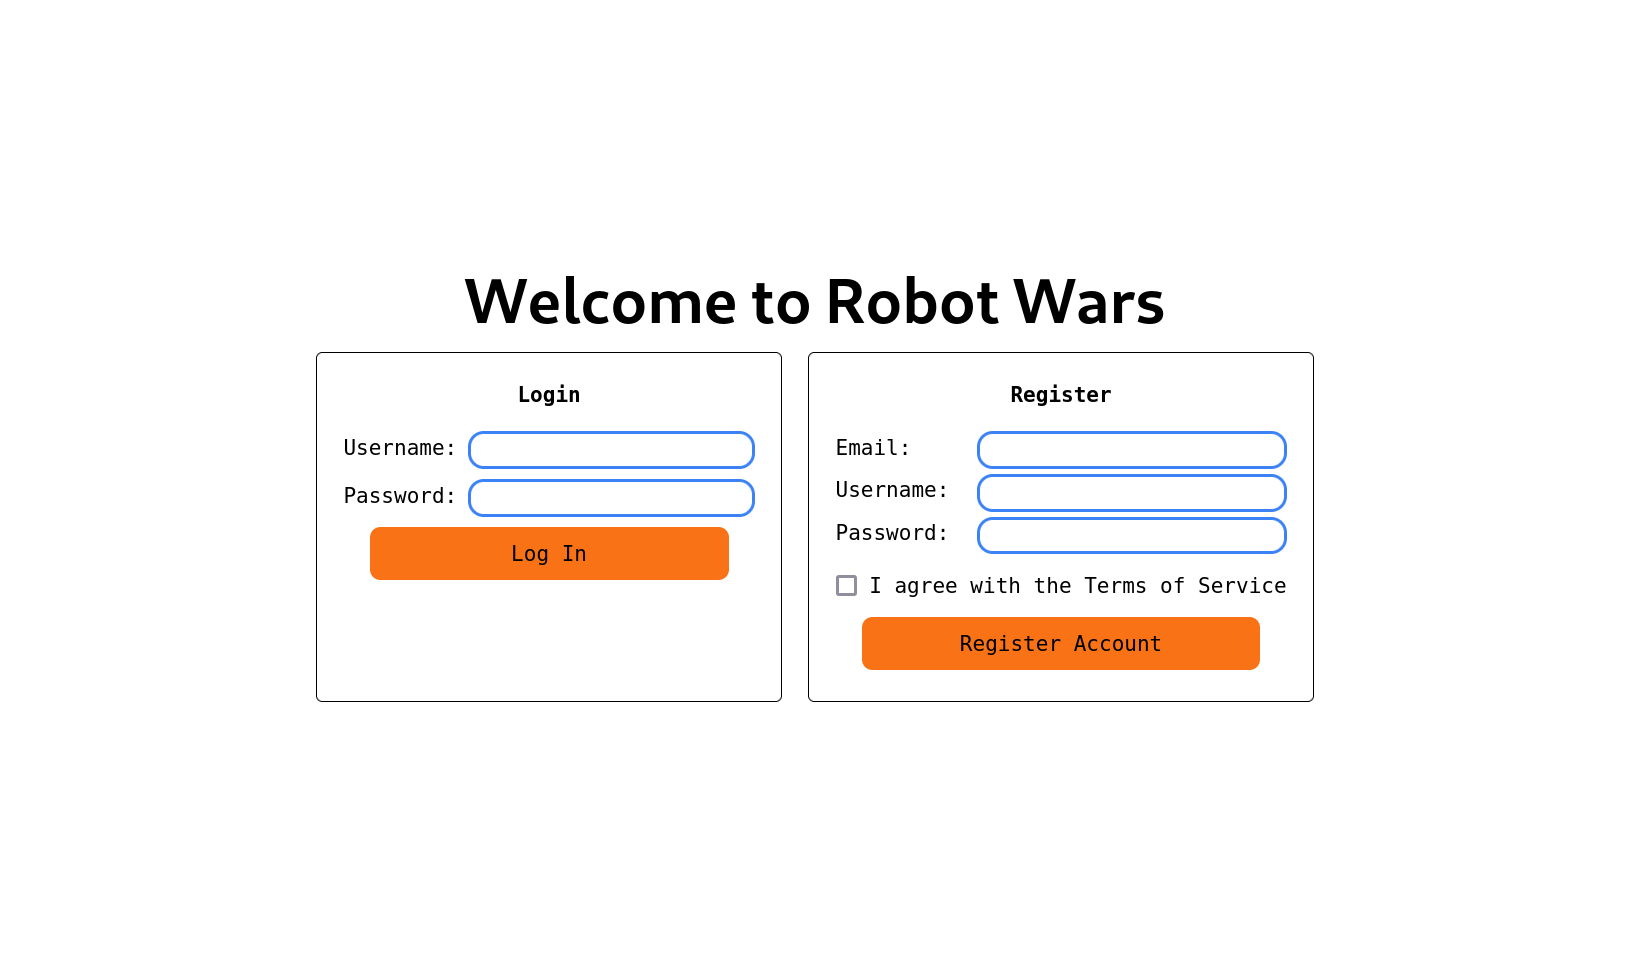 Welcome to Robot Wars
Login
Username:
Password:
Log In
Register
Email:
Username:
Password:
I agree with the Terms of Service
Register Account